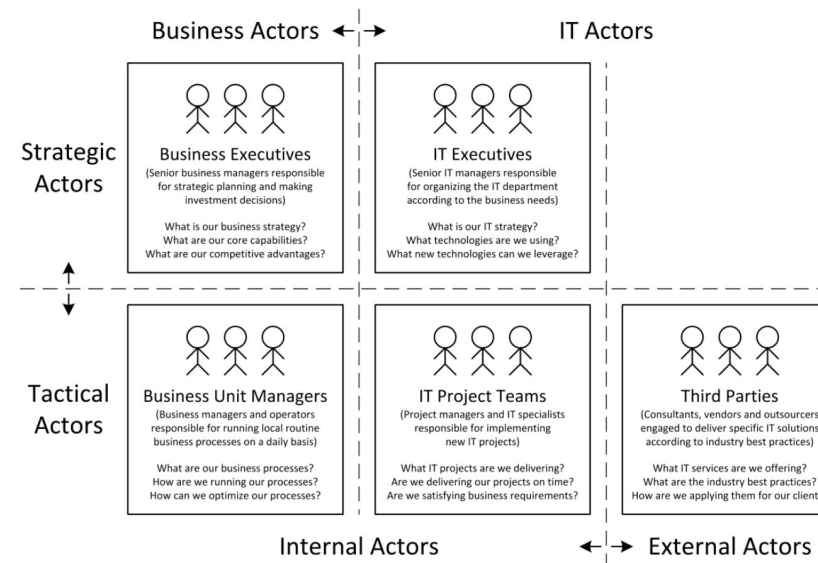 Business Actors
IT Actors
Strategic
Actors
Business Executives
(Senior business managers responsible
for strategic planning and making
investment decisions)
What is our business strategy?
What are our core capabilities?
What are our competitive advantages?
IT Executives
(Senior IT managers responsible
for organizing the IT department
according to the business needs)
What is our IT strategy?
What technologies are we using?
What new technologies can we leverage?
Tactical
Actors
Business Unit Managers
(Business managers and operators
responsible for running local routine
business processes on a daily basis)
What are our business processes?
How are we running our processes?
How can we optimize our processes?
IT Project Teams
(Project managers and IT specialists
responsible for implementing
new IT projects)
What IT projects are we delivering?
Are we delivering our projects on time?
Are we satisfying business requirements?
Third Parties
(Consultants, vendors and outsourcers
engaged to deliver specific IT solutions
according to industry best practices)
What IT services are we offering?
What are the industry best practices?
How are we applying them for our client
Internal Actors
External Actors